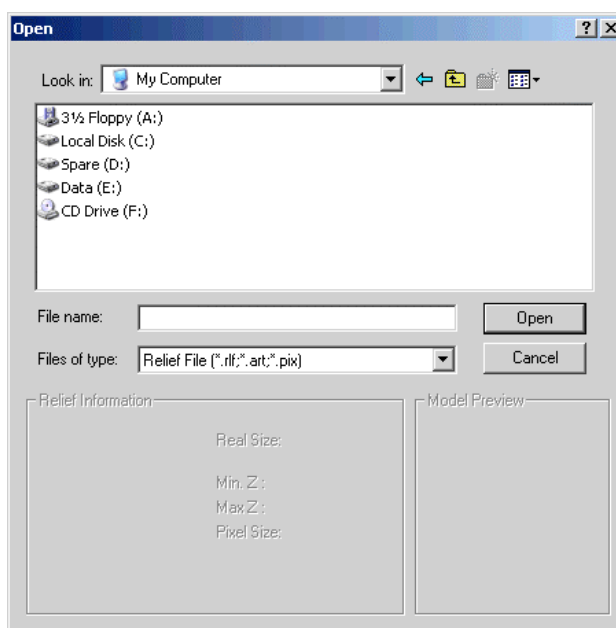 Open
Look in: My Computer
3½ Floppy (A:)
Local Disk (C:)
Spare (D:)
Data (E:)
CD Drive (F:)
File name: Open
Files of type: Relief File (*.rlf;*.art;*.pix) Cancel
Relief Information Model Preview
Real Size:
Min. Z :
Max Z :
Pixel Size: